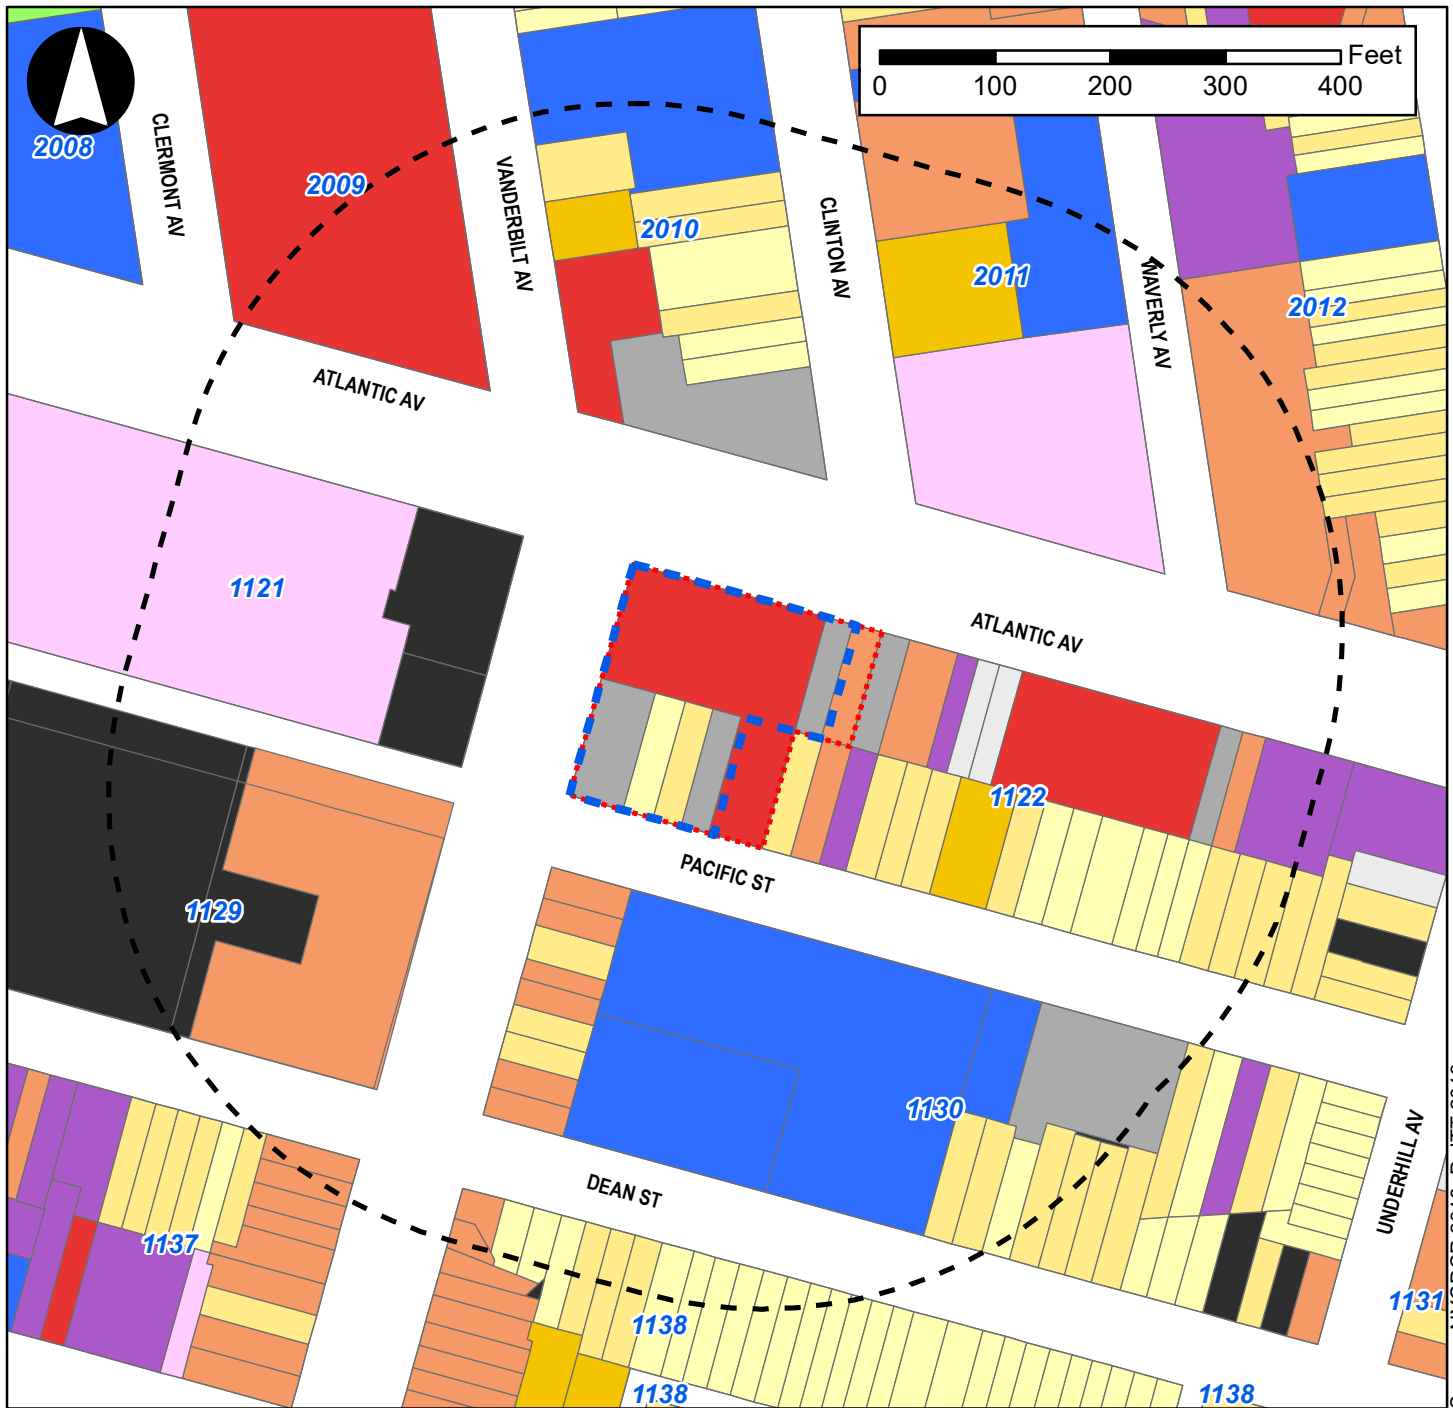 Feet
0 100 200 300 400
2008
CLERMONT AV
2009
VANDERBILT AV
2010
CLINTON AV
2011
WAVERLY AV
2012
ATLANTIC AV
1121
ATLANTIC AV
1122
PACIFIC ST
1129
1130
DEAN ST
UNDERHILL AV
1137
1131
1138
1138
1138